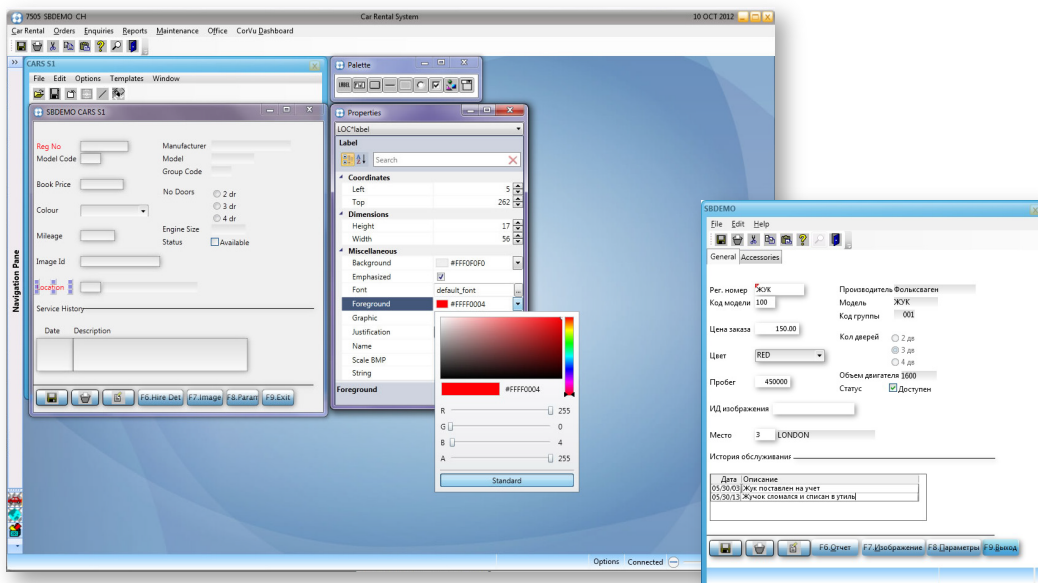 7505 SBDEMO CH Car Rental System 10 OCT 2012
Car Rental Orders Enquiries Reports Maintenance Office CorVu Dashboard
Navigation Pane
CARS S1
File Edit Options Templates Window
SBDEMO CARS S1
Reg No Manufacturer
Model Code Model
Group Code
Book Price No Doors 2 dr
3 dr
Colour 4 dr
Engine Size
Mileage Status Available
Image Id
Location
Service History
Date Description
F6.Hire Det F7.Image F8.Param F9.Exit
Palette
LABEL
Properties
LOC*label
Label
Search
Coordinates
Left 5
Top 262
Dimensions
Height 17
Width 56
Miscellaneous
Background #FFF0F0F0
Emphasized
Font default_font ...
Foreground #FFFF0004
Graphic
Justification
Name
Scale BMP
String
Foreground
#FFFF0004
R 255
G 0
B 4
A 255
Standard
Options Connected
SBDEMO
File Edit Help
General Accessories
Рег. номер ЖУК Производитель Фольксваген
Код модели 100 Модель ЖУК
Код группы 001
Цена заказа 150.00 Кол дверей 2 дв
3 дв
Цвет RED 4 дв
Объем двигателя 1600
Пробег 450000 Статус Доступен
ИД изображения
Место 3 LONDON
История обслуживания
Дата Описание
05/30/03 Жук поставлен на учет
05/30/13 Жучок сломался и списан в утиль
F6.Отчет F7.Изображение F8.Параметры F9.Выход